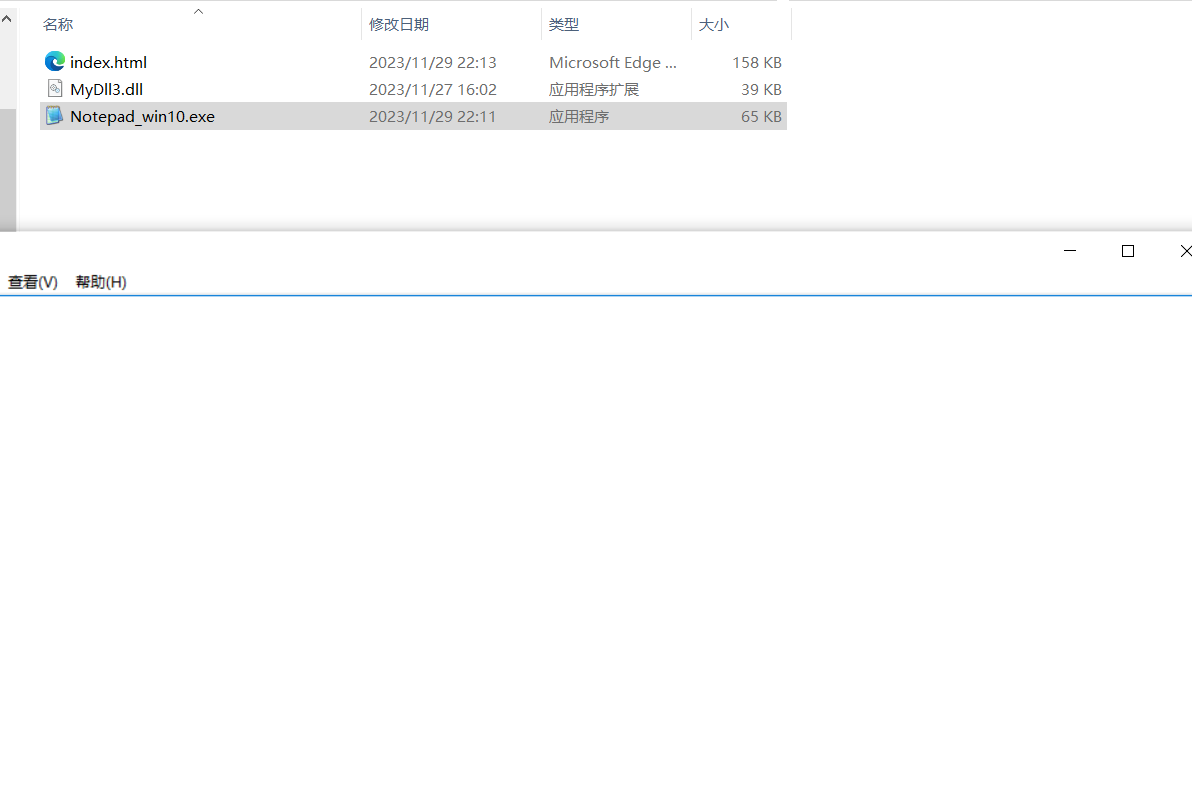 名称 修改日期 类型 大小
index.html 2023/11/29 22:13 Microsoft Edge ... 158 KB
MyDll3.dll 2023/11/27 16:02 应用程序扩展 39 KB
Notepad_win10.exe 2023/11/29 22:11 应用程序 65 KB
查看(V) 帮助(H)